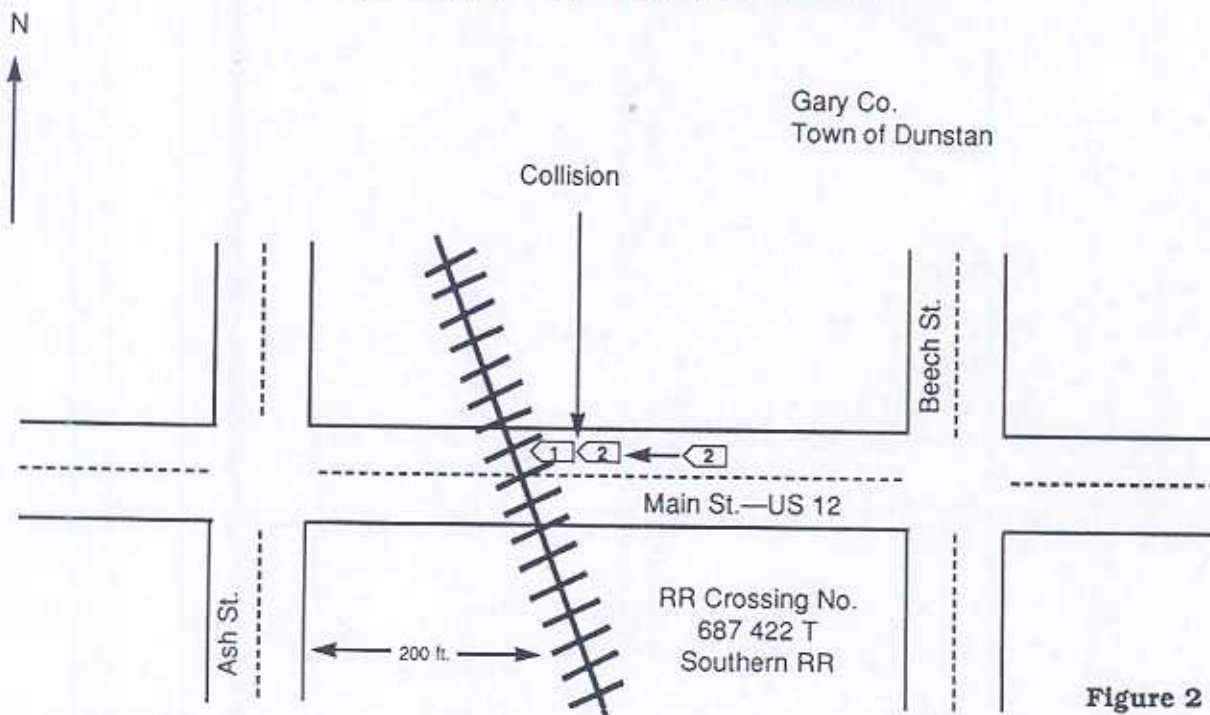 N
Gary Co.
Town of Dunstan
Collision
Beech St.
1
2
2
Main St.—US 12
RR Crossing No.
687 422 T
Southern RR
Ash St.
200 ft.
Figure 2